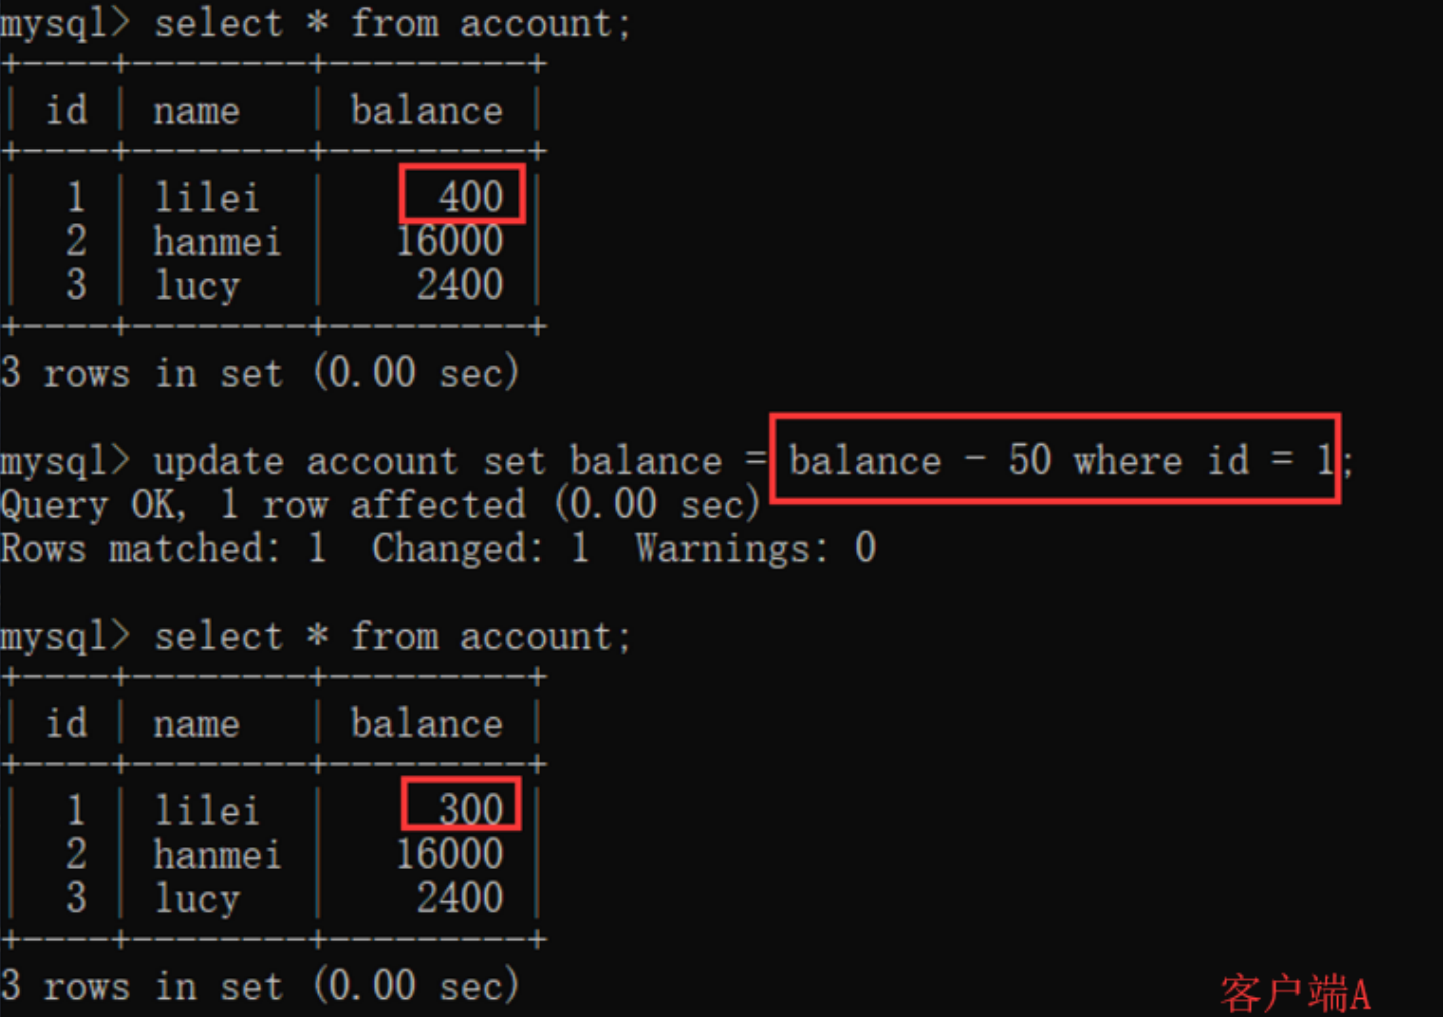 mysql> select * from account;
+----+--------+---------+
| id | name   | balance |
+----+--------+---------+
|  1 | lilei  |     400 |
|  2 | hanmei |   16000 |
|  3 | lucy   |    2400 |
+----+--------+---------+
3 rows in set (0.00 sec)
mysql> update account set balance = balance - 50 where id = 1;
Query OK, 1 row affected (0.00 sec)
Rows matched: 1  Changed: 1  Warnings: 0
mysql> select * from account;
+----+--------+---------+
| id | name   | balance |
+----+--------+---------+
|  1 | lilei  |     300 |
|  2 | hanmei |   16000 |
|  3 | lucy   |    2400 |
+----+--------+---------+
3 rows in set (0.00 sec)
客户端A